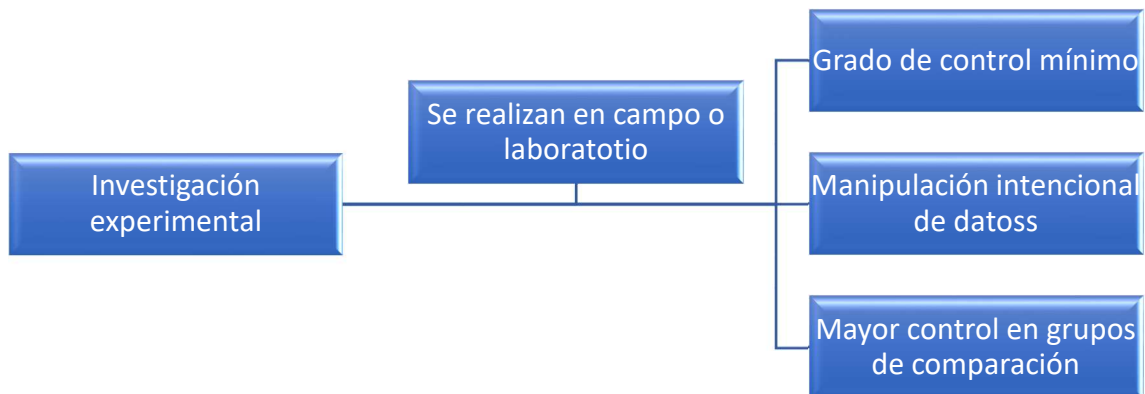 Investigación
experimental
Se realizan en campo o
laboratotio
Grado de control mínimo
Manipulación intencional
de datoss
Mayor control en grupos
de comparación